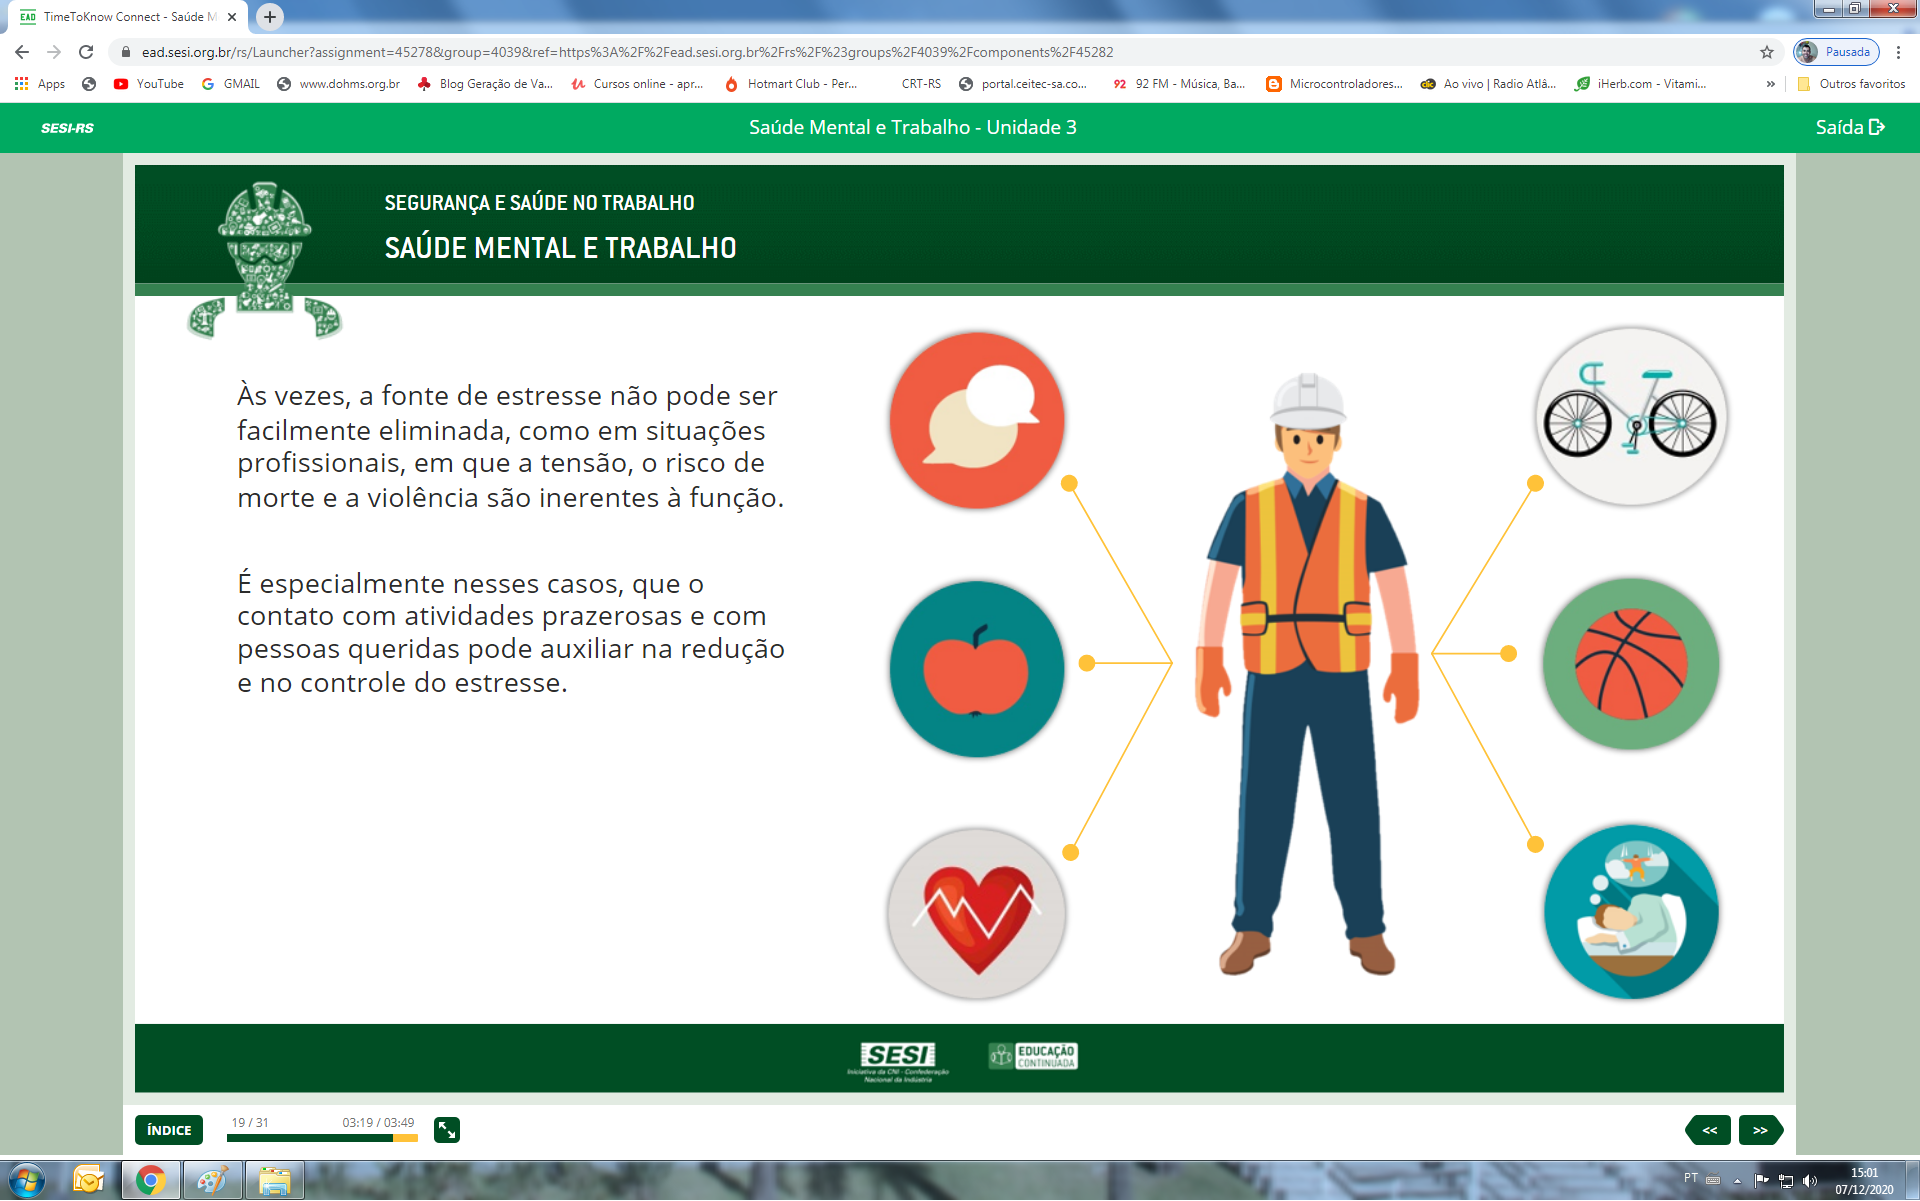 EAD TimeToKnow Connect - Saúde M
ead.sesi.org.br/rs/Launcher?assignment=45278&group=4039&ref=https%3A%2F%2Fead.sesi.org.br%2Frs%2F%23groups%2F4039%2Fcomponents%2F45282
Pausada
Apps YouTube GMAIL www.dohms.org.br Blog Geração de Va... Cursos online - apr... Hotmart Club - Per... CRT-RS portal.ceitec-sa.co... 92 92 FM - Música, Ba... Microcontroladores... Ao vivo | Radio Atlâ... iHerb.com - Vitami... » Outros favoritos
SESI-RS Saúde Mental e Trabalho - Unidade 3 Saída
SEGURANÇA E SAÚDE NO TRABALHO
SAÚDE MENTAL E TRABALHO
Às vezes, a fonte de estresse não pode ser
facilmente eliminada, como em situações
profissionais, em que a tensão, o risco de
morte e a violência são inerentes à função.
É especialmente nesses casos, que o
contato com atividades prazerosas e com
pessoas queridas pode auxiliar na redução
e no controle do estresse.
SESI
Iniciativa da CNI - Confederação
Nacional da Indústria
EDUCAÇÃO
CONTINUADA
ÍNDICE 19 / 31 03:19 / 03:49 << >>
PT 15:01
07/12/2020